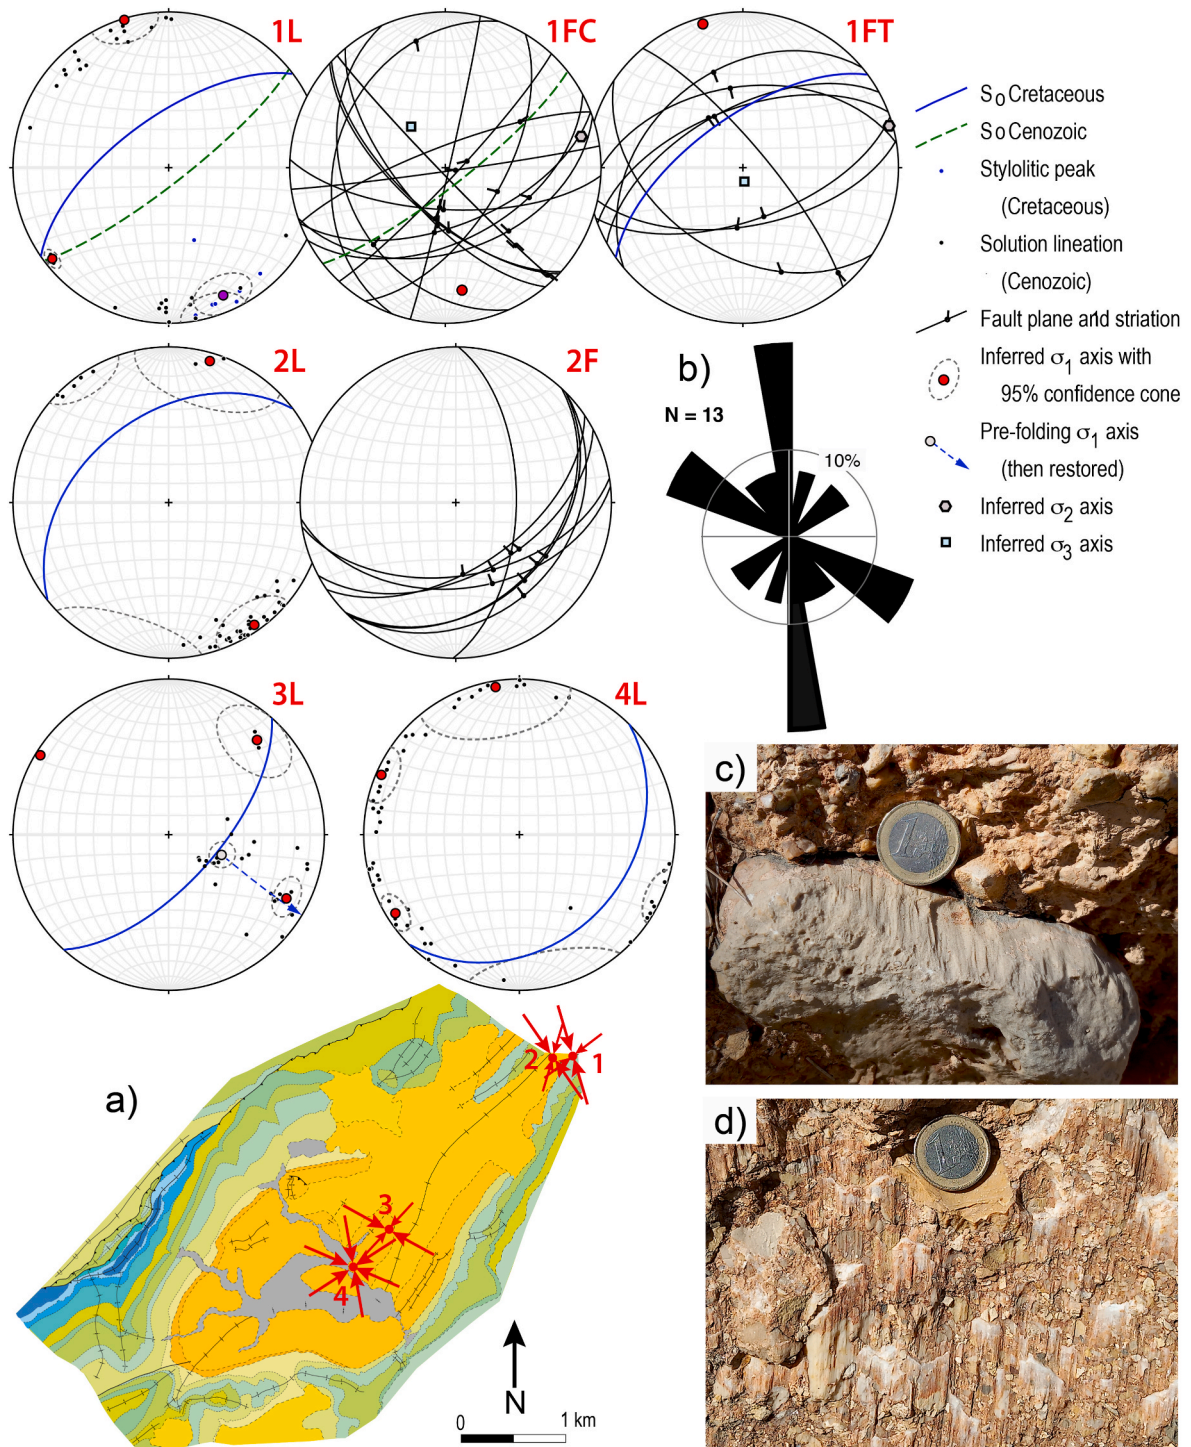 1L
1FC
1FT
S0 Cretaceous
S0 Cenozoic
Stylolitic peak
(Cretaceous)
Solution lineation
(Cenozoic)
Fault plane and striation
Inferred σ1 axis with
95% confidence cone
Pre-folding σ1 axis
(then restored)
Inferred σ2 axis
Inferred σ3 axis
2L
2F
b)
N = 13
10%
3L
4L
c)
1
a)
2
1
3
4
N
0
1 km
d)
1